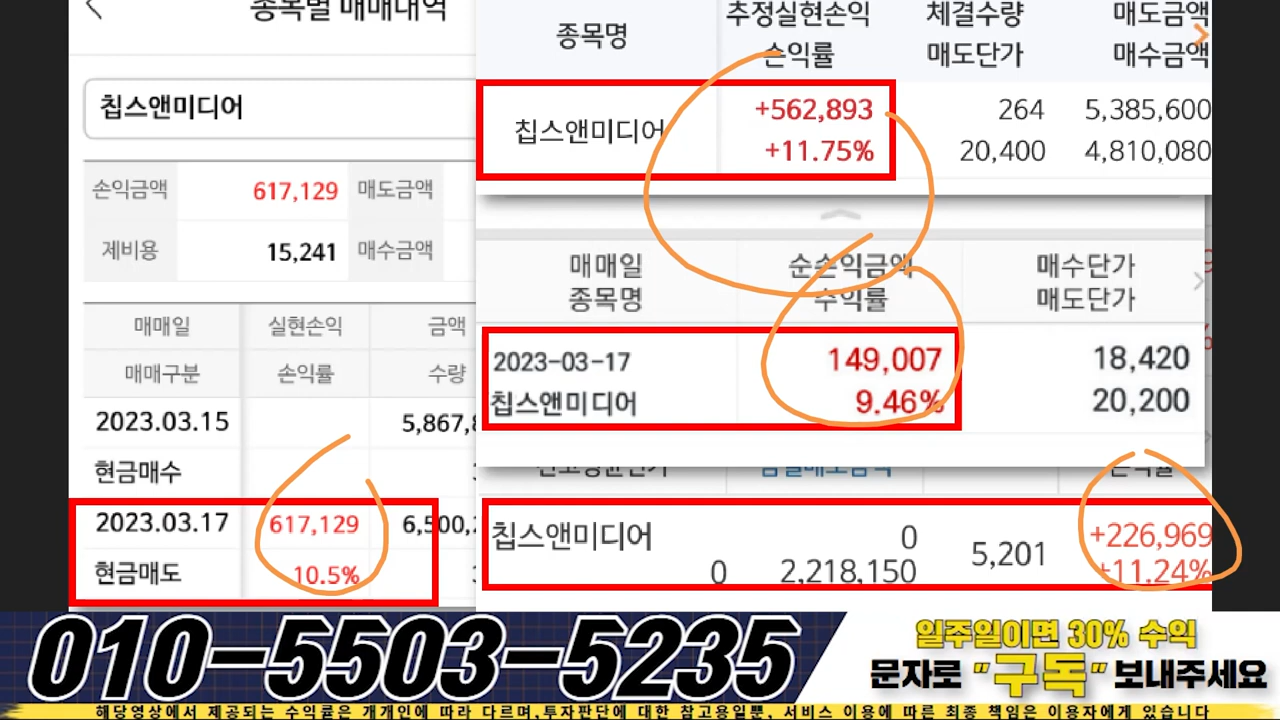 종목별 매매내역
칩스앤미디어
손익금액 617,129 매도금액
제비용 15,241 매수금액
매매일 실현손익 금액
매매구분 손익률 수량
2023.03.15 5,867,8
현금매수
2023.03.17 617,129 6,500,2
현금매도 10.5%
종목명 추정실현손익 체결수량 매도금액
손익률 매도단가 매수금액
칩스앤미디어 +562,893 264 5,385,600
+11.75% 20,400 4,810,080
매매일 순손익금액 매수단가
종목명 수익률 매도단가
2023-03-17 149,007 18,420
칩스앤미디어 9.46% 20,200
손익률
칩스앤미디어 0 5,201 +226,969
0 2,218,150 +11.24%
010-5503-5235
일주일이면 30% 수익
문자로 "구독" 보내주세요
해당영상에서 제공되는 수익률은 개개인에 따라 다르며,투자판단에 대한 참고용일뿐, 서비스 이용에 따른 최종 책임은 이용자에게 있습니다